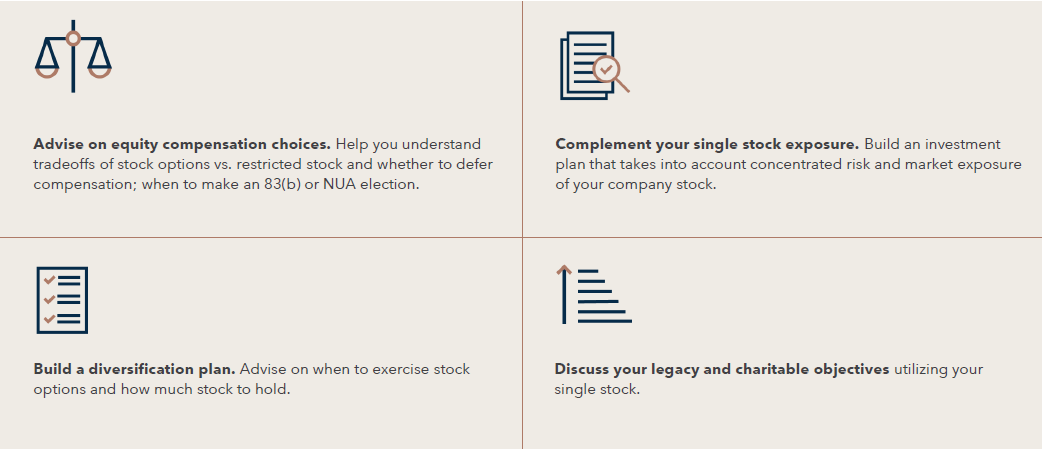 Advise on equity compensation choices. Help you understand
tradeoffs of stock options vs. restricted stock and whether to defer
compensation; when to make an 83(b) or NUA election.
Complement your single stock exposure. Build an investment
plan that takes into account concentrated risk and market exposure
of your company stock.
Build a diversification plan. Advise on when to exercise stock
options and how much stock to hold.
Discuss your legacy and charitable objectives utilizing your
single stock.